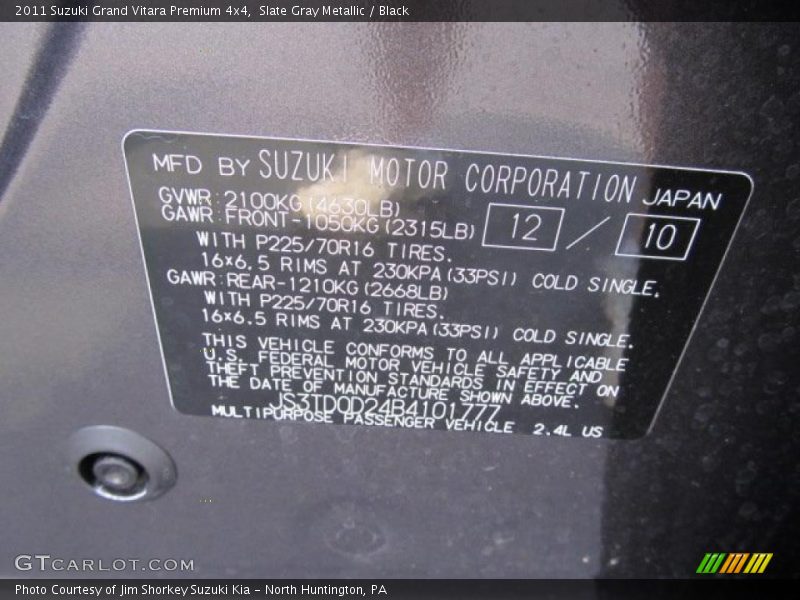 2011 Suzuki Grand Vitara Premium 4x4, Slate Gray Metallic / Black
MFD BY SUZUKI MOTOR CORPORATION JAPAN
GVWR:2100KG(4630LB)
12 / 10
GAWR:FRONT-1050KG(2315LB)
WITH P225/70R16 TIRES.
16×6.5 RIMS AT 230KPA(33PSI) COLD SINGLE.
GAWR:REAR-1210KG(2668LB)
WITH P225/70R16 TIRES.
16×6.5 RIMS AT 230KPA(33PSI) COLD SINGLE.
THIS VEHICLE CONFORMS TO ALL APPLICABLE
U.S. FEDERAL MOTOR VEHICLE SAFETY AND
THEFT PREVENTION STANDARDS IN EFFECT ON
THE DATE OF MANUFACTURE SHOWN ABOVE.
JS3TD0D24B4101777
MULTIPURPOSE PASSENGER VEHICLE 2.4L US
GTCARLOT.COM
Photo Courtesy of Jim Shorkey Suzuki Kia - North Huntington, PA